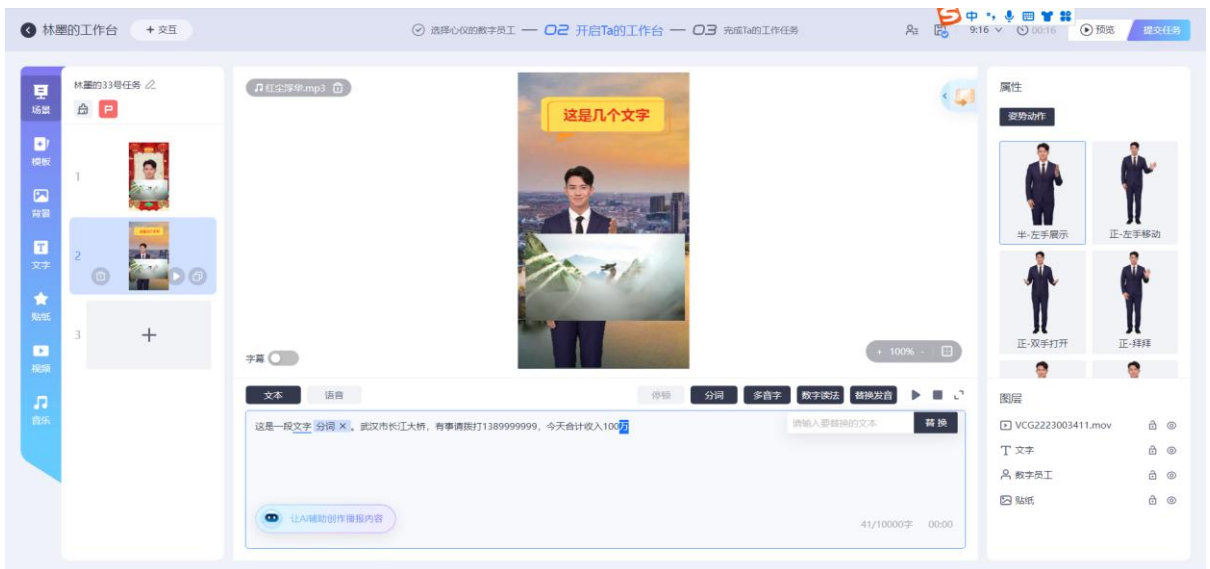 林墨的工作台
+ 交互
选择心仪的数字员工 — 02 开启Ta的工作台 — 03 完成Ta的工作任务
中
9:16
00:16
预览
提交任务
场景
模板
背景
文字
贴纸
视频
音乐
林墨的33号任务
P
1
2
3
红尘浮华.mp3
这是几个文字
字幕
+ 100% -
文本
语音
停顿
分词
多音字
数字读法
替换发音
这是一段文字 分词 ×。武汉市长江大桥，有事请拨打1389999999，今天合计收入100万
请输入要替换的文本
替换
让AI辅助创作播报内容
41/10000字 00:00
属性
姿势动作
半-左手展示
正-左手移动
正-双手打开
正-拜拜
图层
VCG2223003411.mov
文字
数字员工
贴纸